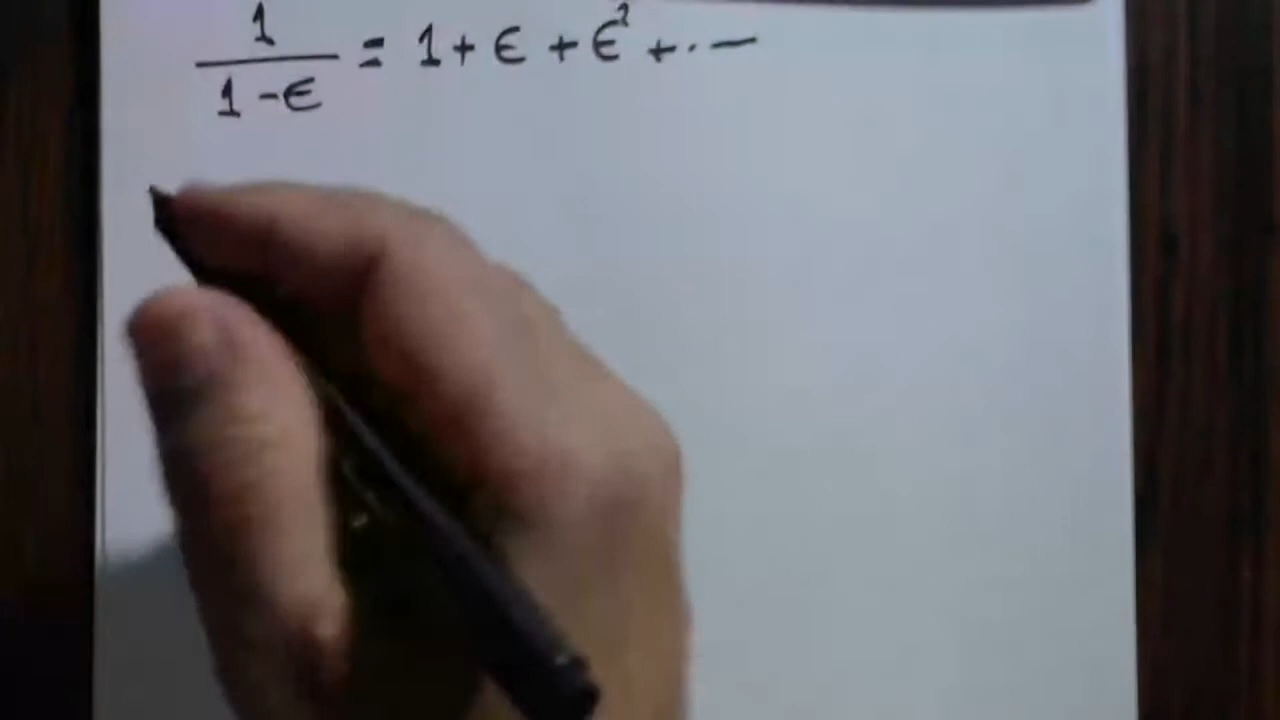 1/(1-ϵ) = 1 + ϵ + ϵ² + ...